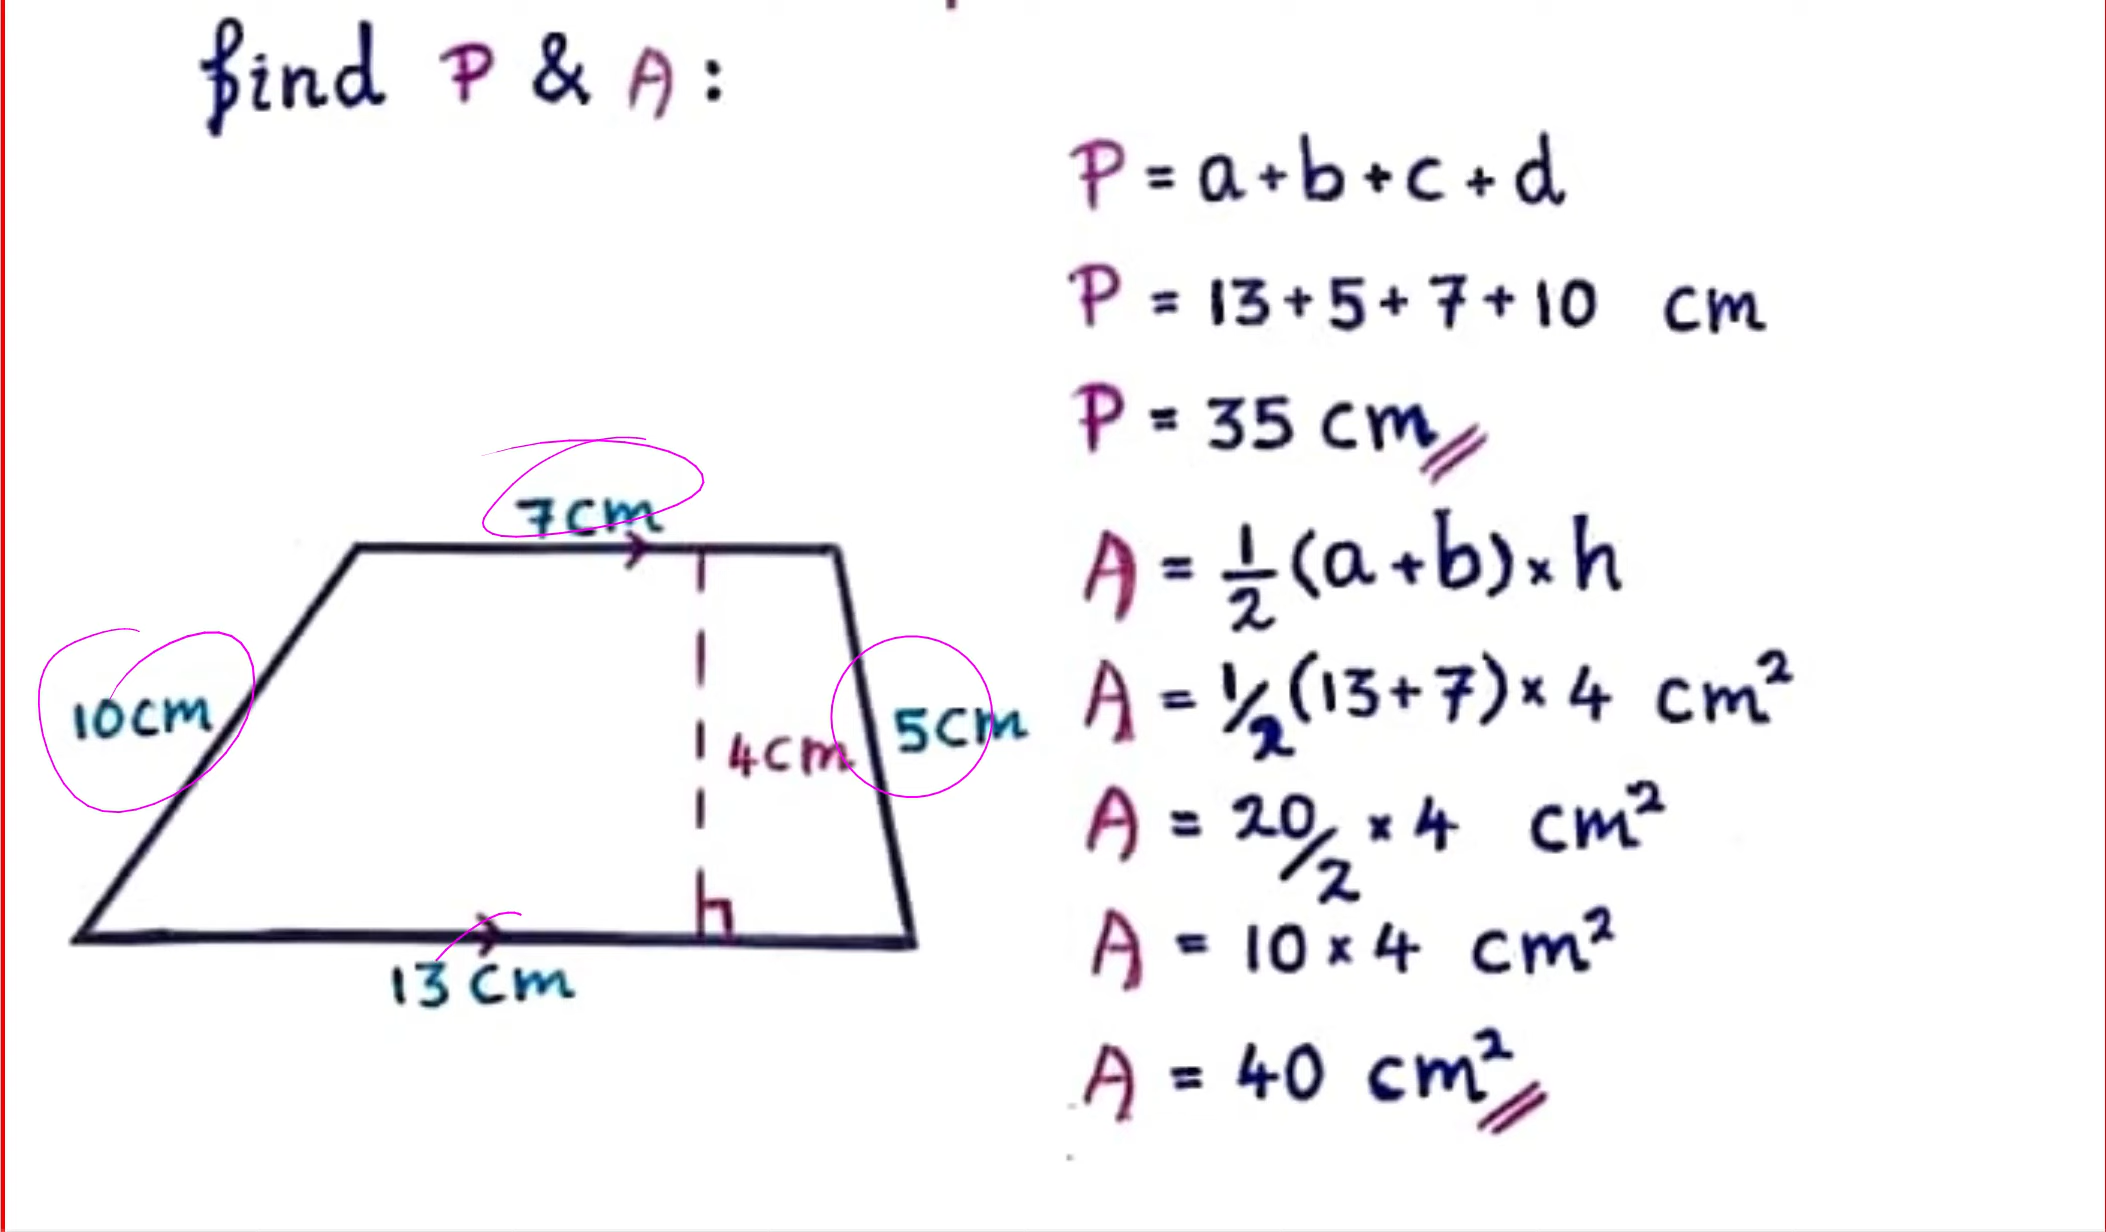 find P & A:
P = a + b + c + d
P = 13 + 5 + 7 + 10 cm
P = 35 cm
7cm
10cm
4cm
5cm
13 cm
A = 1/2 (a + b) × h
A = 1/2 (13 + 7) × 4 cm²
A = 20/2 × 4 cm²
A = 10 × 4 cm²
A = 40 cm²